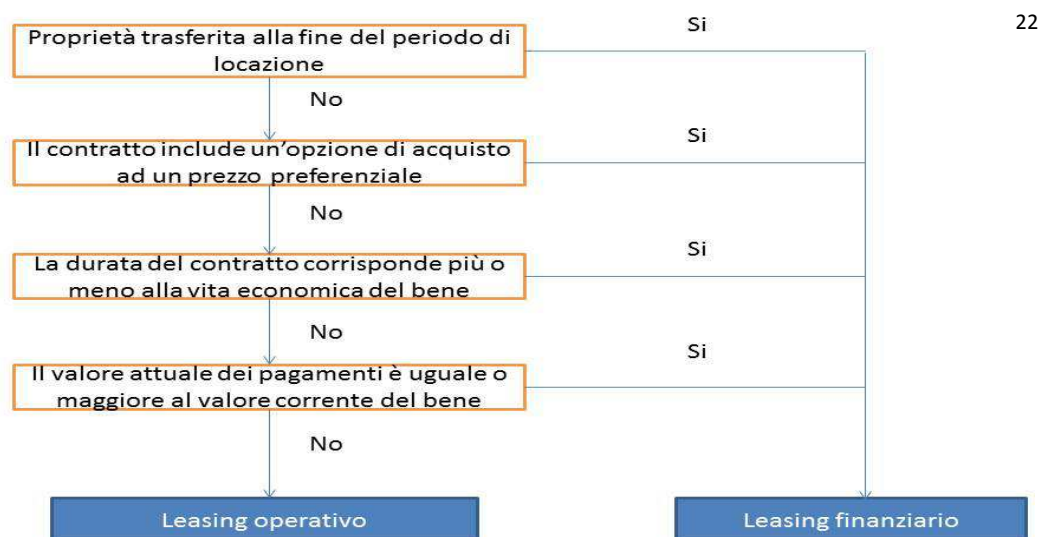 22
Proprietà trasferita alla fine del periodo di
locazione
Si
No
Il contratto include un’opzione di acquisto
ad un prezzo preferenziale
Si
No
La durata del contratto corrisponde più o
meno alla vita economica del bene
Si
No
Il valore attuale dei pagamenti è uguale o
maggiore al valore corrente del bene
Si
No
Leasing operativo
Leasing finanziario